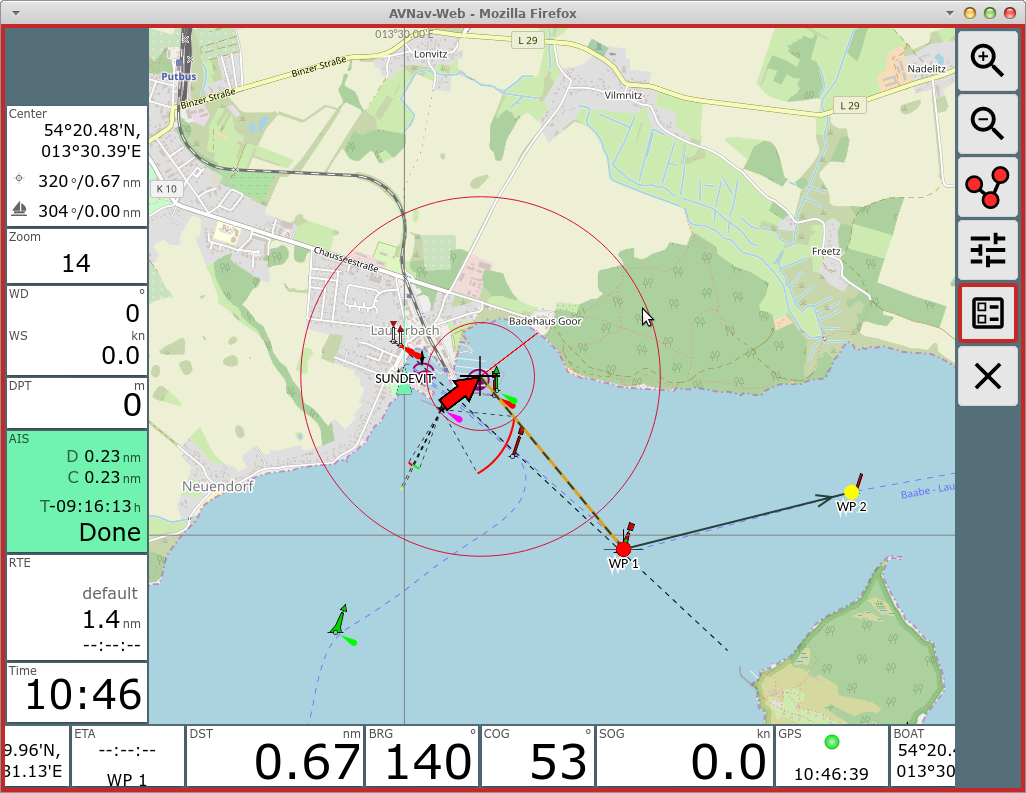 AVNav-Web - Mozilla Firefox
013°30.00'E
L 29
Lonvitz
Binzer Straße
Putbus
Nadelitz
Binzer Straße
Vilmnitz
L 29
Center
54°20.48'N,
013°30.39'E
320 °/0.67 nm
K 10
304 °/0.00 nm
Zoom
14
Chausseestraße
Freetz
WD °
0
WS kn
0.0
Badehaus Goor
Lauterbach
DPT m
0
SUNDEVIT
AIS
D 0.23 nm
C 0.23 nm
T-09:16:13 h
Done
Neuendorf
Baabe - Lau
WP 2
WP 1
RTE
default
1.4 nm
--:--:--
Time
10:46
9.96'N,
31.13'E
ETA
--:--:--
WP 1
DST nm
0.67
BRG °
140
COG °
53
SOG kn
0.0
GPS
10:46:39
BOAT
54°20.
013°30